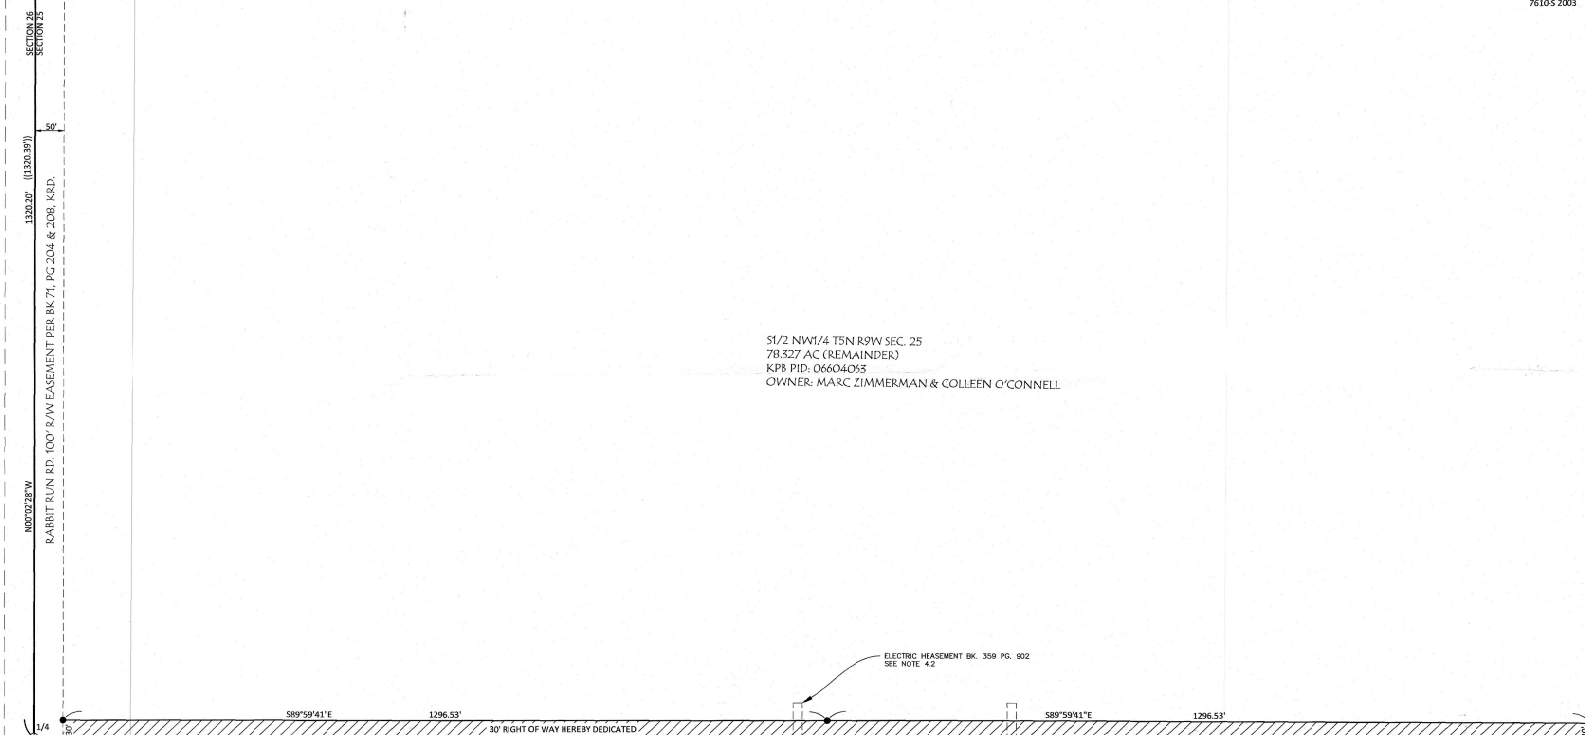 7610-S 2003
SECTION 26
SECTION 25
50'
1320.20' ((1320.39'))
RABBIT RUN RD. 100' R/W EASEMENT PER BK 71, PG 204 & 208, KRD.
N00°02'28"W
S1/2 NW1/4 T5N R9W SEC. 25
78.327 AC (REMAINDER)
KPB PID: 06604053
OWNER: MARC ZIMMERMAN & COLLEEN O'CONNELL
ELECTRIC HEASEMENT BK. 359 PG. 902
SEE NOTE 4.2
1/4
30'
S89°59'41"E 1296.53'
S89°59'41"E 1296.53'
30' RIGHT OF WAY HEREBY DEDICATED